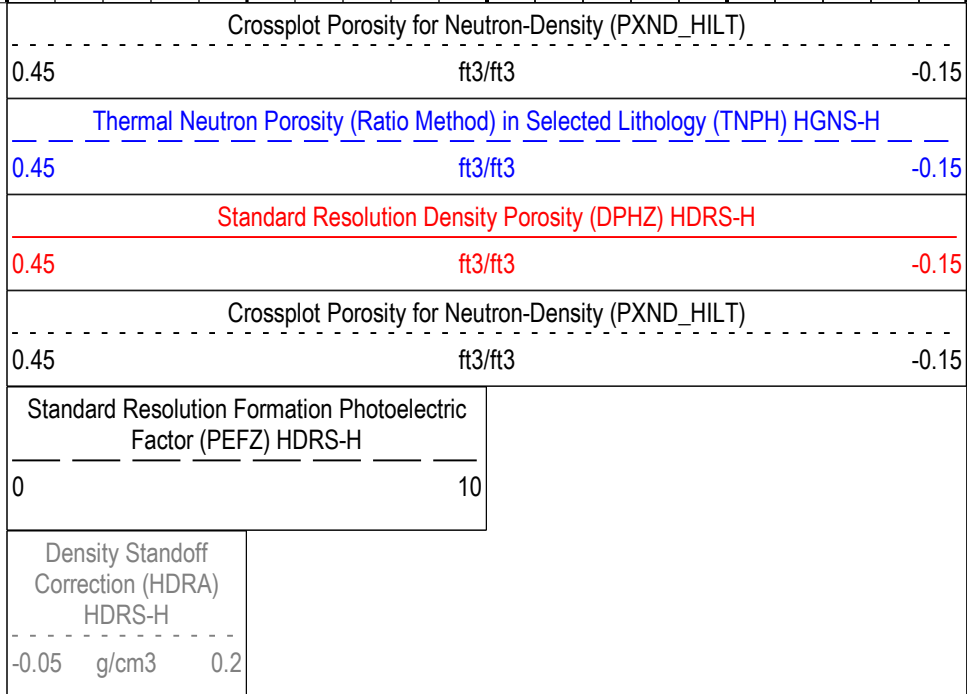 Crossplot Porosity for Neutron-Density (PXND_HILT)
0.45 ft3/ft3 -0.15
Thermal Neutron Porosity (Ratio Method) in Selected Lithology (TNPH) HGNS-H
0.45 ft3/ft3 -0.15
Standard Resolution Density Porosity (DPHZ) HDRS-H
0.45 ft3/ft3 -0.15
Crossplot Porosity for Neutron-Density (PXND_HILT)
0.45 ft3/ft3 -0.15
Standard Resolution Formation Photoelectric
Factor (PEFZ) HDRS-H
0 10
Density Standoff
Correction (HDRA)
HDRS-H
-0.05 g/cm3 0.2